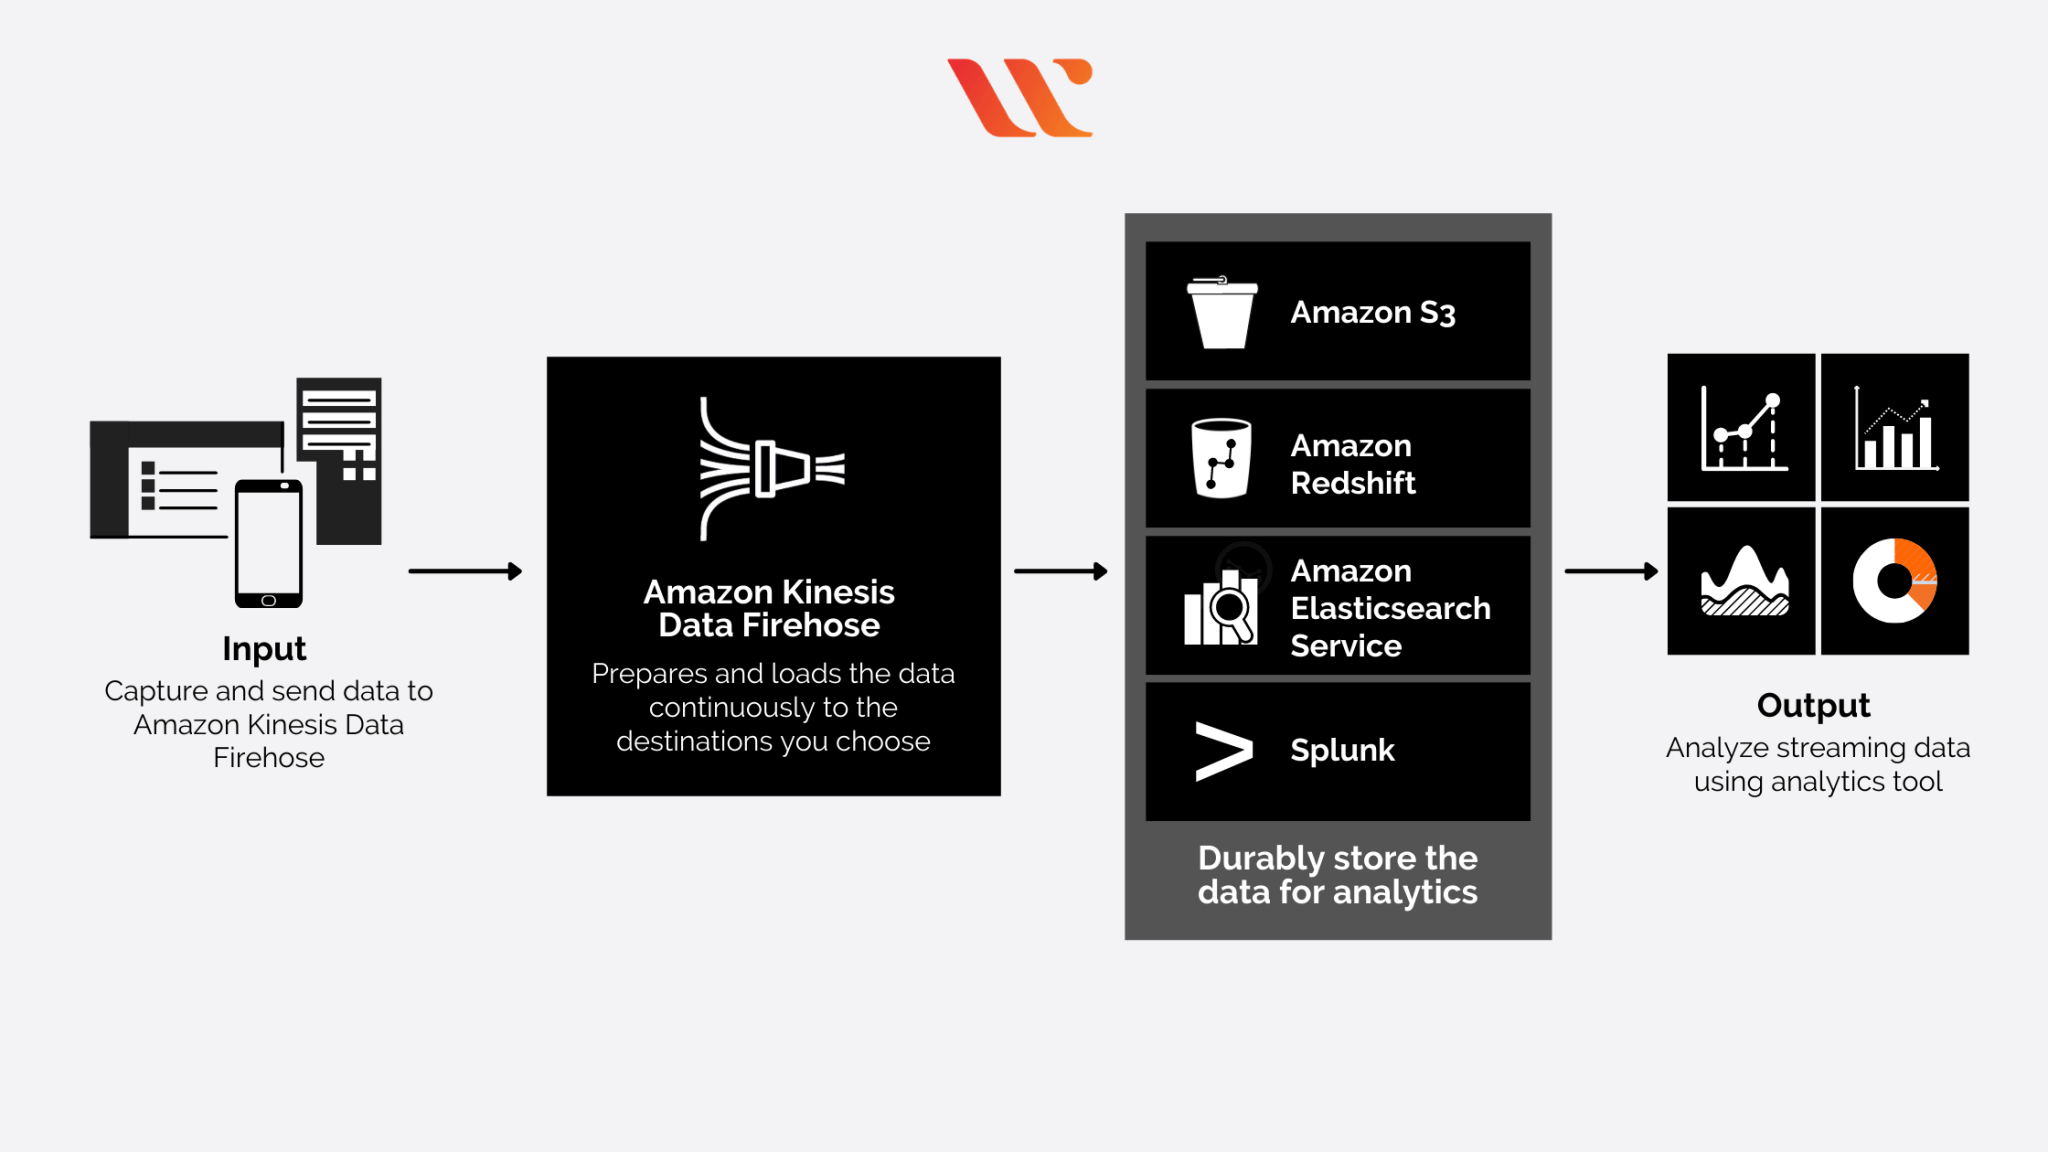 Input
Capture and send data to
Amazon Kinesis Data
Firehose
Amazon Kinesis
Data Firehose
Prepares and loads the data
continuously to the
destinations you choose
Amazon S3
Amazon
Redshift
Amazon
Elasticsearch
Service
Splunk
Durably store the
data for analytics
Output
Analyze streaming data
using analytics tool